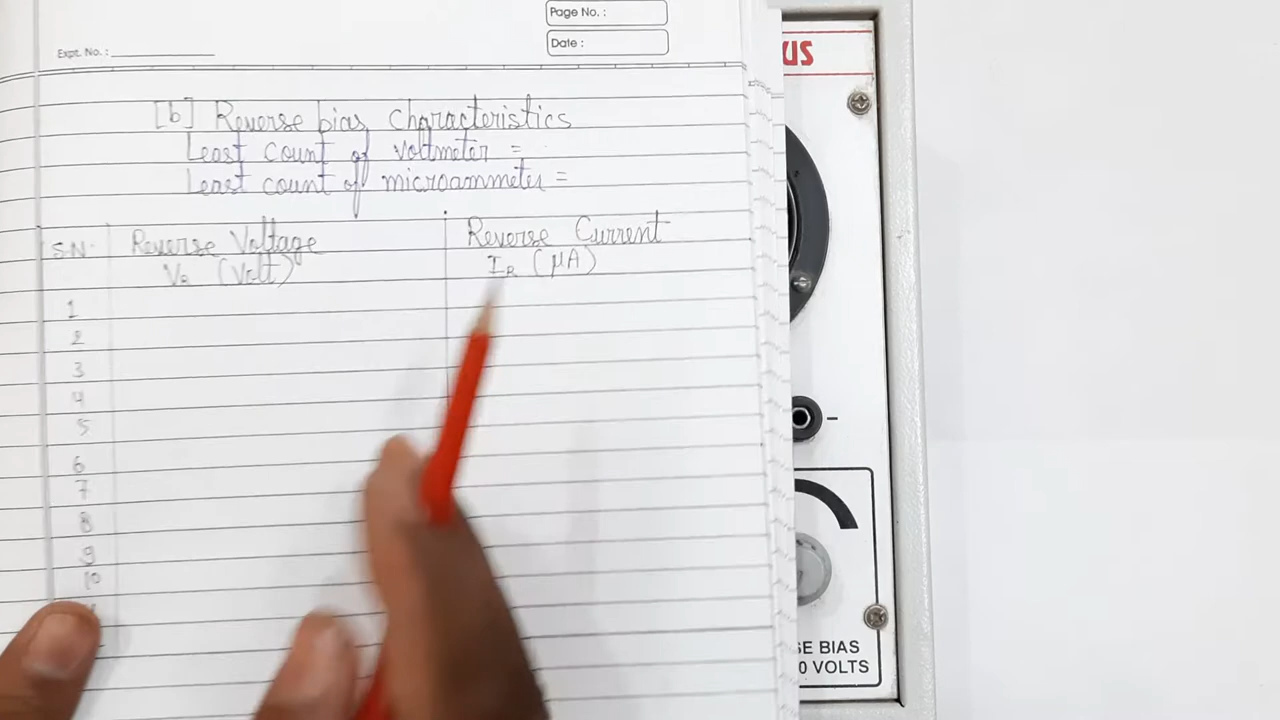 Page No. :
Date :
Expt. No. :
[b] Reverse bias characteristics
Least count of voltmeter =
Least count of microammeter =
S.N. Reverse Voltage Reverse Current
VR (Volt) IR (μA)
1
2
3
4
5
6
7
8
9
10
US
-
SE BIAS
0 VOLTS